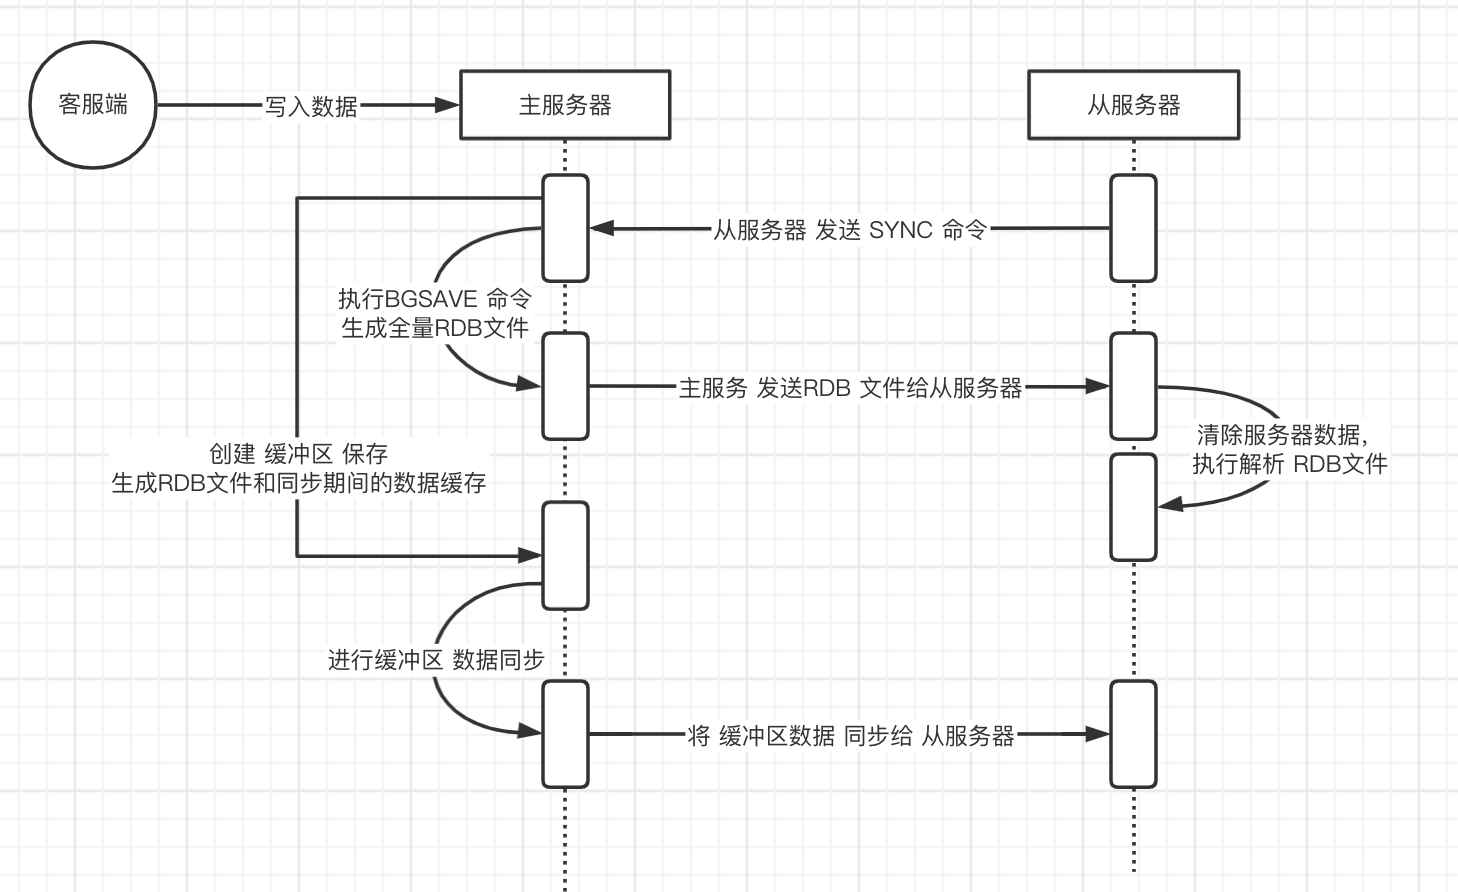 客服端
写入数据
主服务器
从服务器
从服务器 发送 SYNC 命令
执行BGSAVE 命令
生成全量RDB文件
主服务 发送RDB 文件给从服务器
清除服务器数据，
执行解析 RDB文件
创建 缓冲区 保存
生成RDB文件和同步期间的数据缓存
进行缓冲区 数据同步
将 缓冲区数据 同步给 从服务器